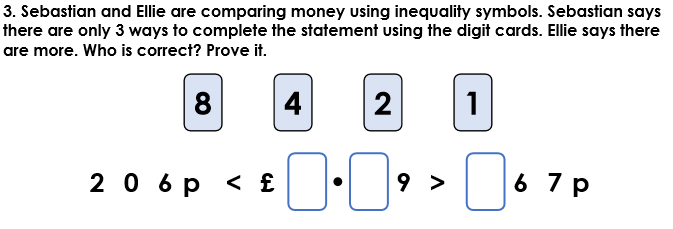 3. Sebastian and Ellie are comparing money using inequality symbols. Sebastian says
there are only 3 ways to complete the statement using the digit cards. Ellie says there
are more. Who is correct? Prove it.
8 4 2 1
2 0 6 p < £ . 9 > 6 7 p